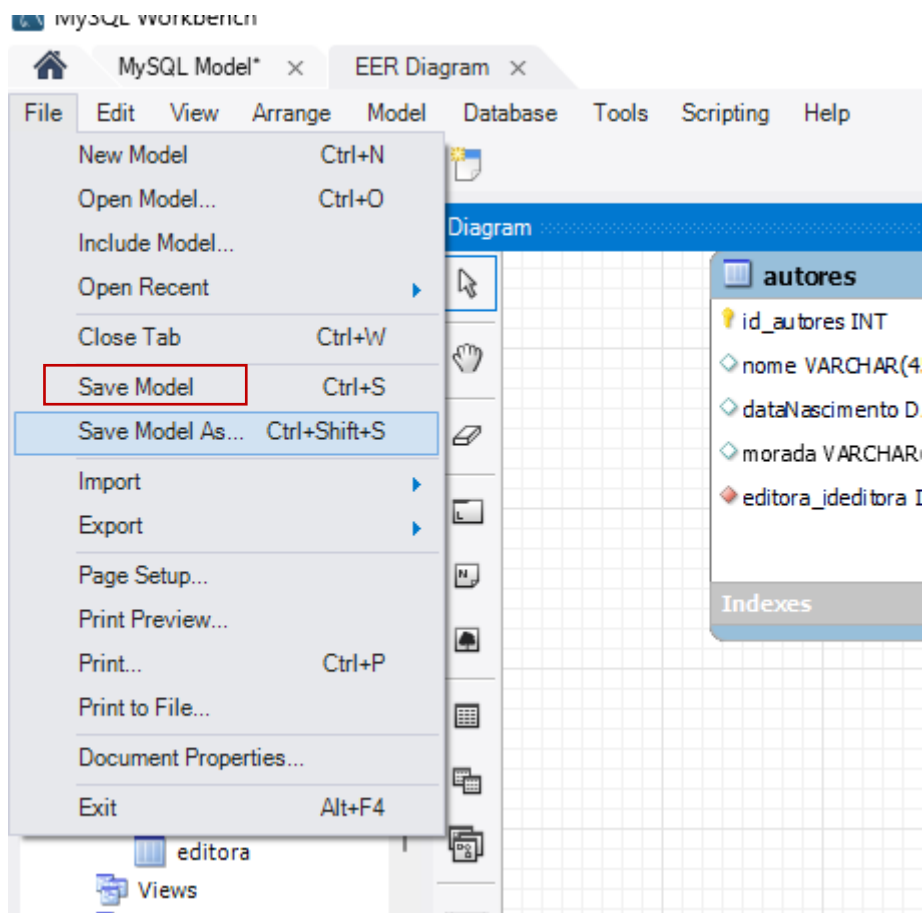 MySQL Workbench
MySQL Model* ×
EER Diagram ×
File Edit View Arrange Model Database Tools Scripting Help
New Model Ctrl+N
Open Model... Ctrl+O
Include Model...
Open Recent
Close Tab Ctrl+W
Save Model Ctrl+S
Save Model As... Ctrl+Shift+S
Import
Export
Page Setup...
Print Preview...
Print... Ctrl+P
Print to File...
Document Properties...
Exit Alt+F4
editora
Views
Diagram
autores
id_autores INT
nome VARCHAR(4
dataNascimento D
morada VARCHAR(
editora_ideditora I
Indexes